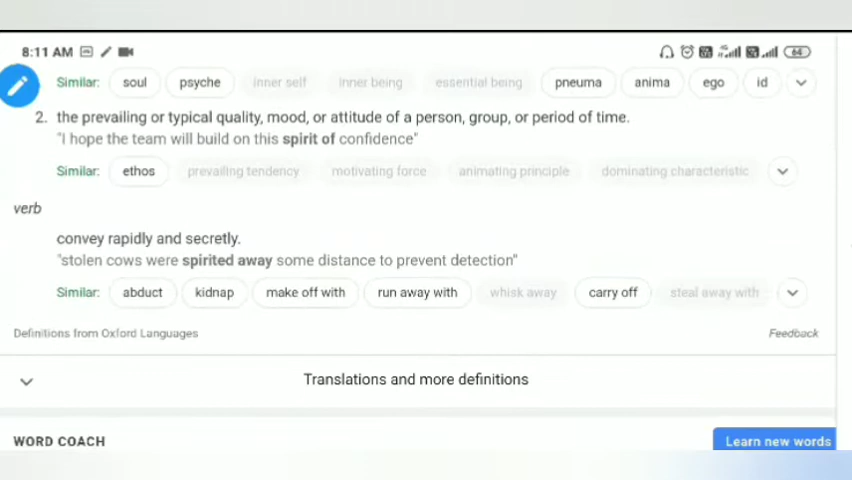 8:11 AM 64
Similar: soul psyche inner self inner being essential being pneuma anima ego id
2. the prevailing or typical quality, mood, or attitude of a person, group, or period of time.
"I hope the team will build on this spirit of confidence"
Similar: ethos prevailing tendency motivating force animating principle dominating characteristic
verb
convey rapidly and secretly.
"stolen cows were spirited away some distance to prevent detection"
Similar: abduct kidnap make off with run away with whisk away carry off steal away with
Definitions from Oxford Languages Feedback
Translations and more definitions
WORD COACH Learn new words